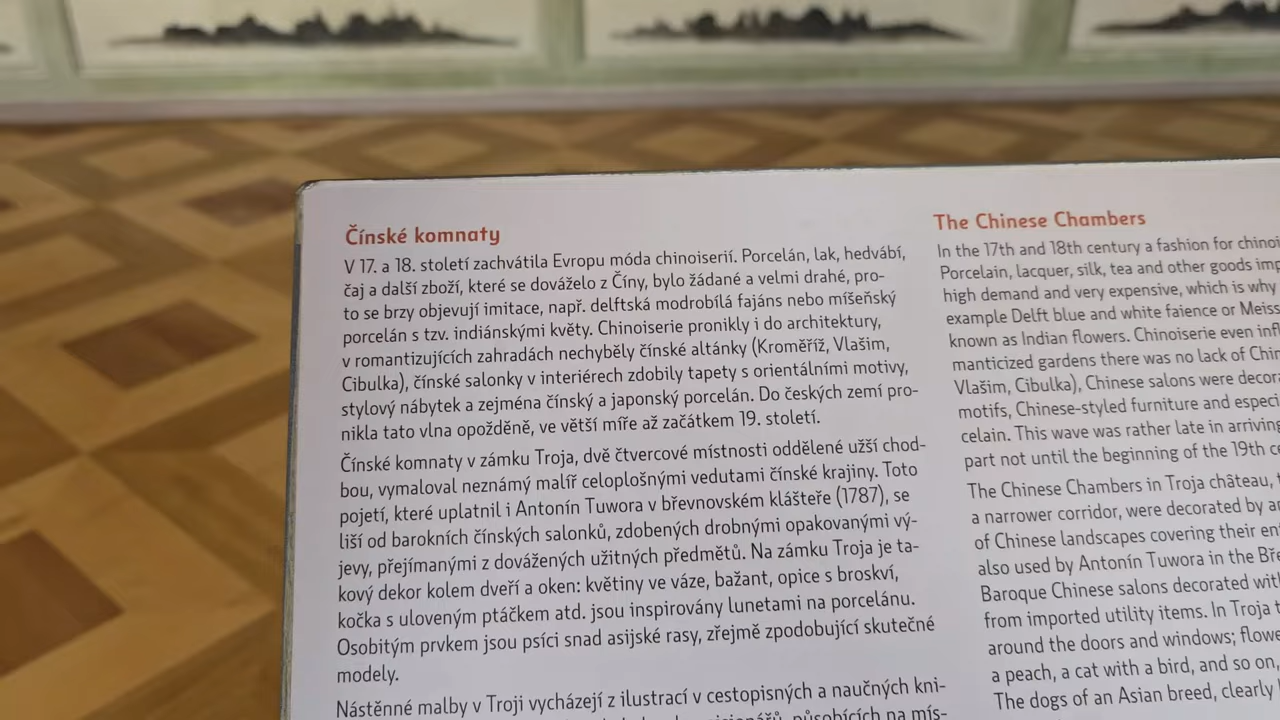 Čínské komnaty
V 17. a 18. století zachvátila Evropu móda chinoiserií. Porcelán, lak, hedvábí,
čaj a další zboží, které se dováželo z Číny, bylo žádané a velmi drahé, pro-
to se brzy objevují imitace, např. delftská modrobílá fajáns nebo míšeňský
porcelán s tzv. indiánskými květy. Chinoiserie pronikly i do architektury,
v romantizujících zahradách nechyběly čínské altánky (Kroměříž, Vlašim,
Cibulka), čínské salonky v interiérech zdobily tapety s orientálními motivy,
stylový nábytek a zejména čínský a japonský porcelán. Do českých zemí pro-
nikla tato vlna opožděně, ve větší míře až začátkem 19. století.
Čínské komnaty v zámku Troja, dvě čtvercové místnosti oddělené užší chod-
bou, vymaloval neznámý malíř celoplošnými vedutami čínské krajiny. Toto
pojetí, které uplatnil i Antonín Tuwora v břevnovském klášteře (1787), se
liší od barokních čínských salonků, zdobených drobnými opakovanými vý-
jevy, přejímanými z dovážených užitných předmětů. Na zámku Troja je ta-
kový dekor kolem dveří a oken: květiny ve váze, bažant, opice s broskví,
kočka s uloveným ptáčkem atd. jsou inspirovány lunetami na porcelánu.
Osobitým prvkem jsou psíci snad asijské rasy, zřejmě zpodobující skutečné
modely.
Nástěnné malby v Troji vycházejí z ilustrací v cestopisných a naučných kni-
působících na mís-
The Chinese Chambers
In the 17th and 18th century a fashion for chinoi
Porcelain, lacquer, silk, tea and other goods imp
high demand and very expensive, which is why
example Delft blue and white faience or Meiss
known as Indian flowers. Chinoiserie even inf
manticized gardens there was no lack of Chin
Vlašim, Cibulka), Chinese salons were decora
motifs, Chinese-styled furniture and especi
celain. This wave was rather late in arriving
part not until the beginning of the 19th ce
The Chinese Chambers in Troja château, t
a narrower corridor, were decorated by an
of Chinese landscapes covering their en
also used by Antonín Tuwora in the Bře
Baroque Chinese salons decorated with
from imported utility items. In Troja t
around the doors and windows; flowe
a peach, a cat with a bird, and so on,
The dogs of an Asian breed, clearly